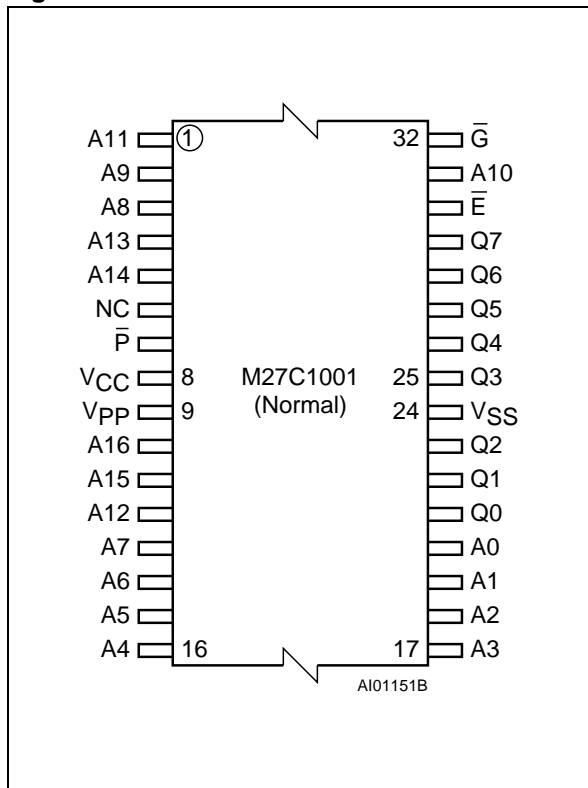 A11 ① 32 G̅
A9 A10
A8 E̅
A13 Q7
A14 Q6
NC Q5
P̅ Q4
VCC 8 M27C1001 25 Q3
VPP 9 (Normal) 24 VSS
A16 Q2
A15 Q1
A12 Q0
A7 A0
A6 A1
A5 A2
A4 16 17 A3
AI01151B